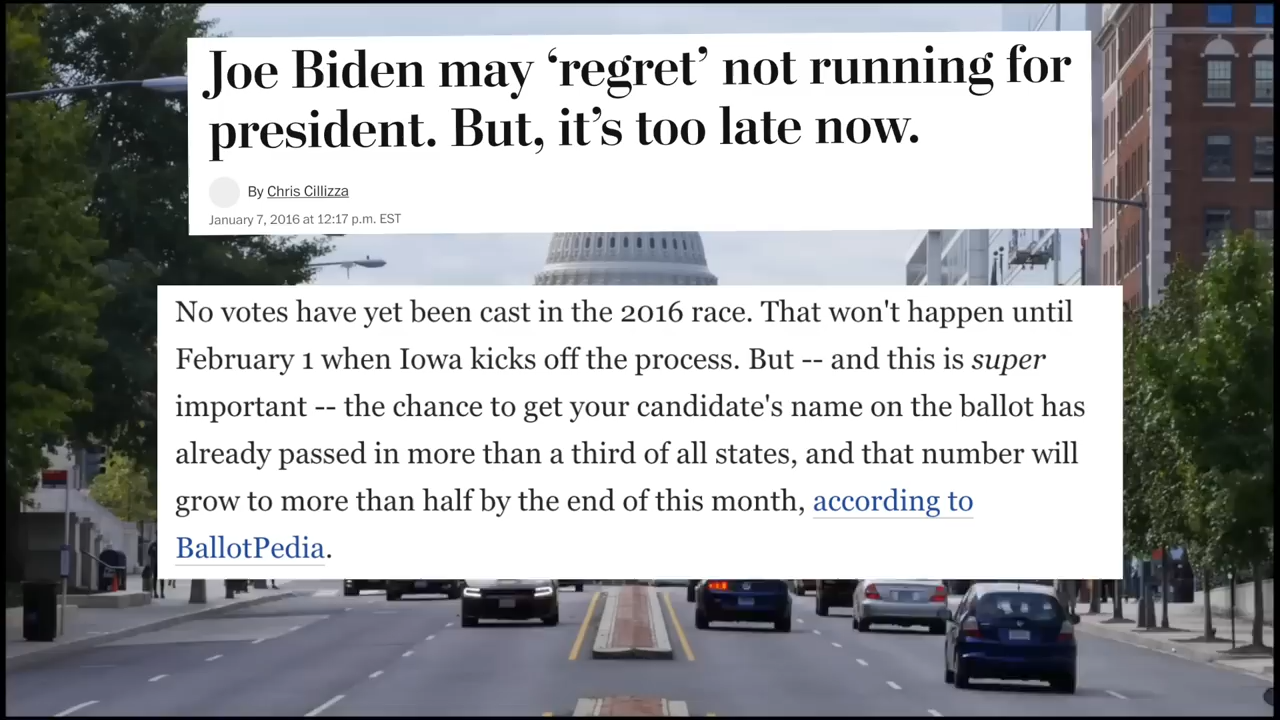 Joe Biden may ‘regret’ not running for
president. But, it’s too late now.
By Chris Cillizza
January 7, 2016 at 12:17 p.m. EST
No votes have yet been cast in the 2016 race. That won't happen until
February 1 when Iowa kicks off the process. But -- and this is super
important -- the chance to get your candidate's name on the ballot has
already passed in more than a third of all states, and that number will
grow to more than half by the end of this month, according to
BallotPedia.